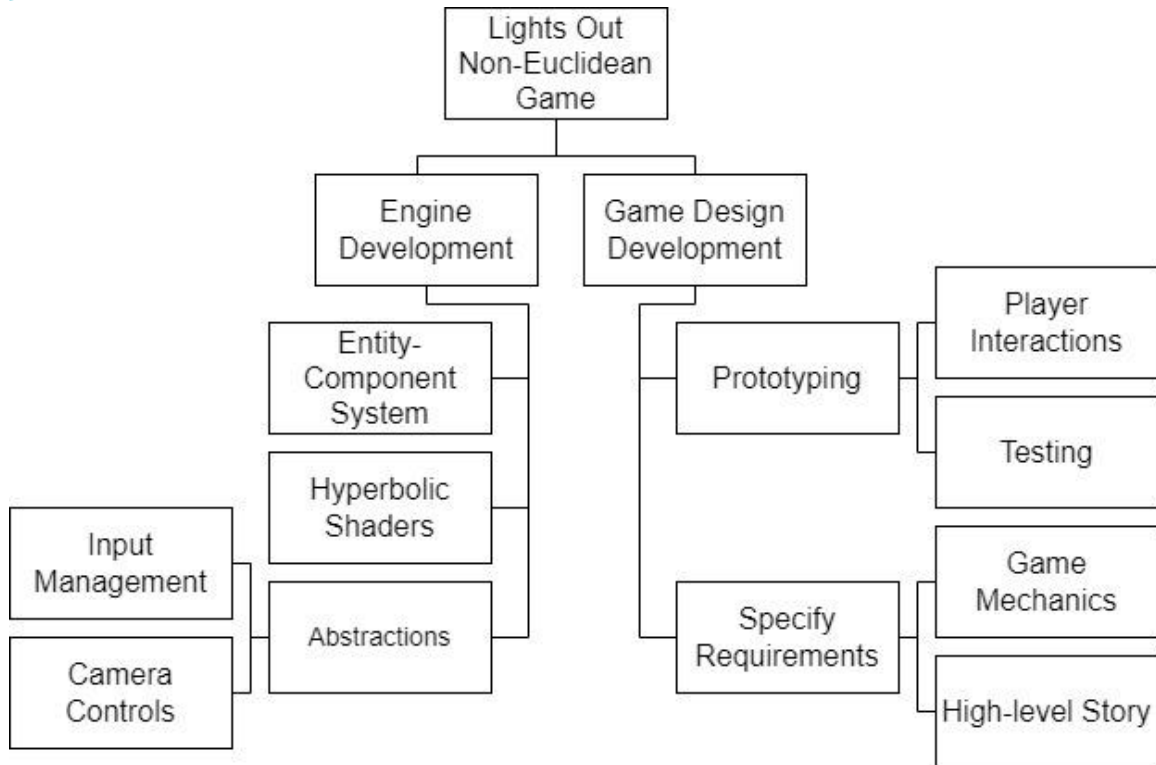 Lights Out
Non-Euclidean
Game
Engine
Development
Game Design
Development
Entity-
Component
System
Hyperbolic
Shaders
Abstractions
Input
Management
Camera
Controls
Prototyping
Player
Interactions
Testing
Specify
Requirements
Game
Mechanics
High-level Story